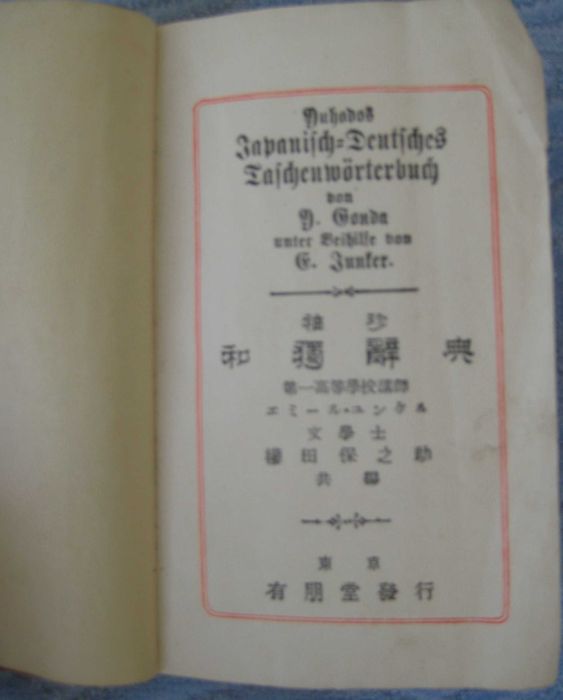 Yuhodos
Japanisch=Deutsches
Taschenwörterbuch
von
Y. Gonda
unter Beihilfe von
E. Junker.
袖珍
和獨辭典
第一高等學校講師
エミール・ユンケル
文學士
權田保之助
共編
東京
有朋堂發行